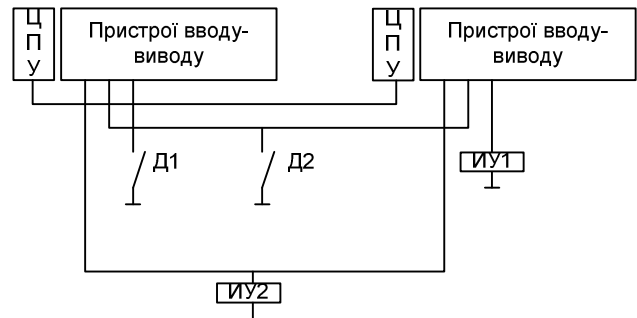 Ц
П
У
Пристрої вводу-
виводу
Ц
П
У
Пристрої вводу-
виводу
Д1
Д2
ИУ1
ИУ2